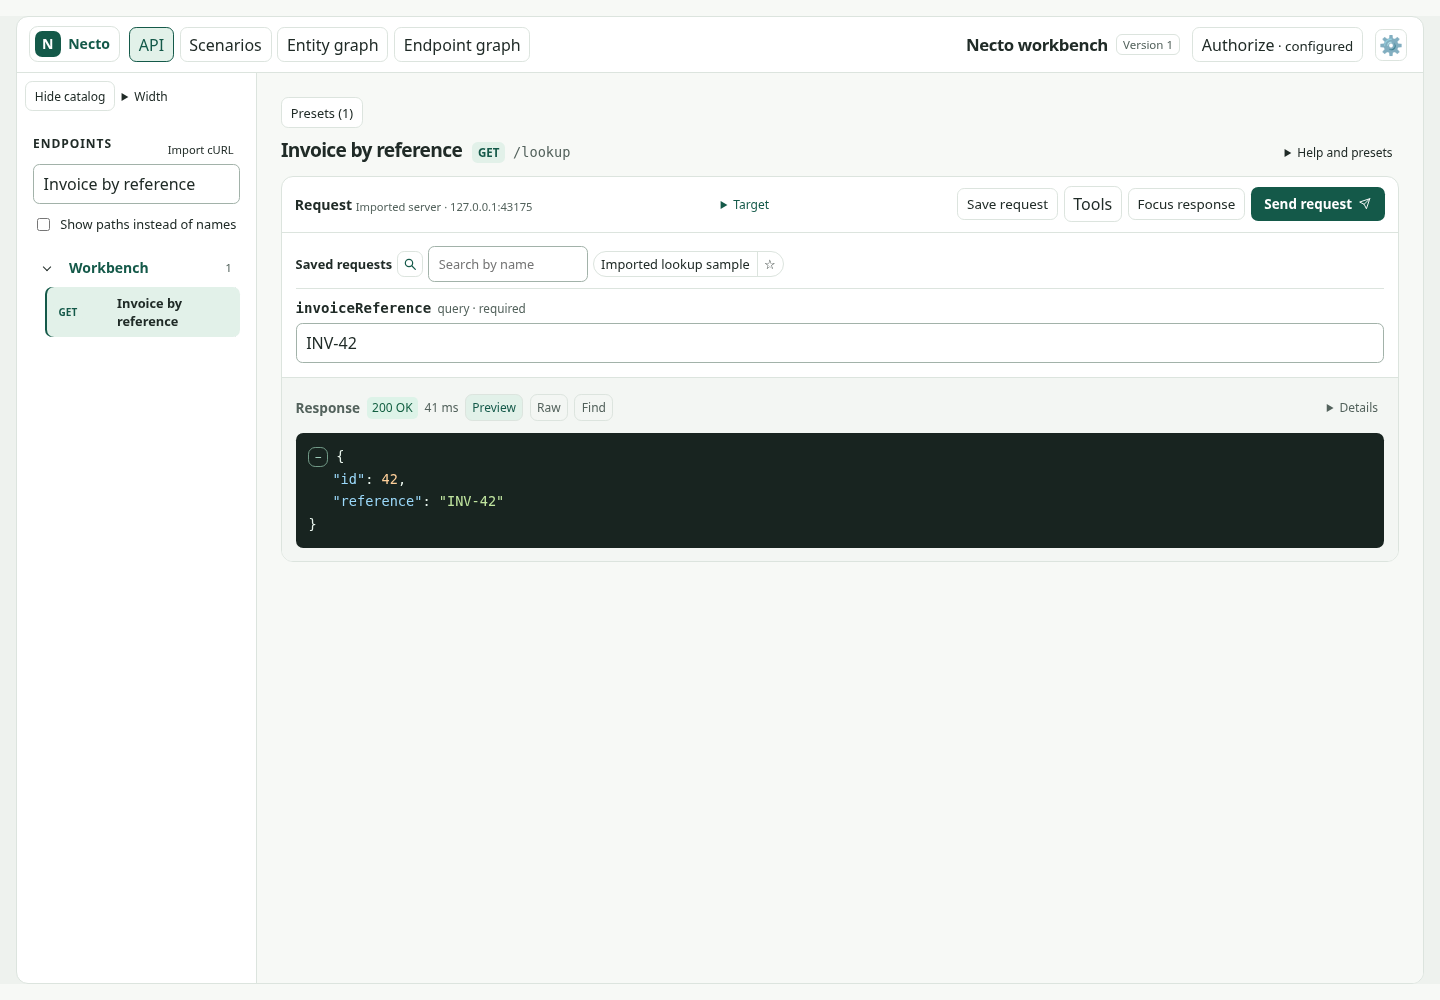 N Necto API Scenarios Entity graph Endpoint graph Necto workbench Version 1 Authorize · configured
Hide catalog Width
ENDPOINTS Import cURL
Invoice by reference
Show paths instead of names
Workbench 1
GET Invoice by
reference
Presets (1)
Invoice by reference GET /lookup Help and presets
Request Imported server · 127.0.0.1:43175 Target Save request Tools Focus response Send request
Saved requests Search by name Imported lookup sample ☆
invoiceReference query · required
INV-42
Response 200 OK 41 ms Preview Raw Find Details
− {
"id": 42,
"reference": "INV-42"
}